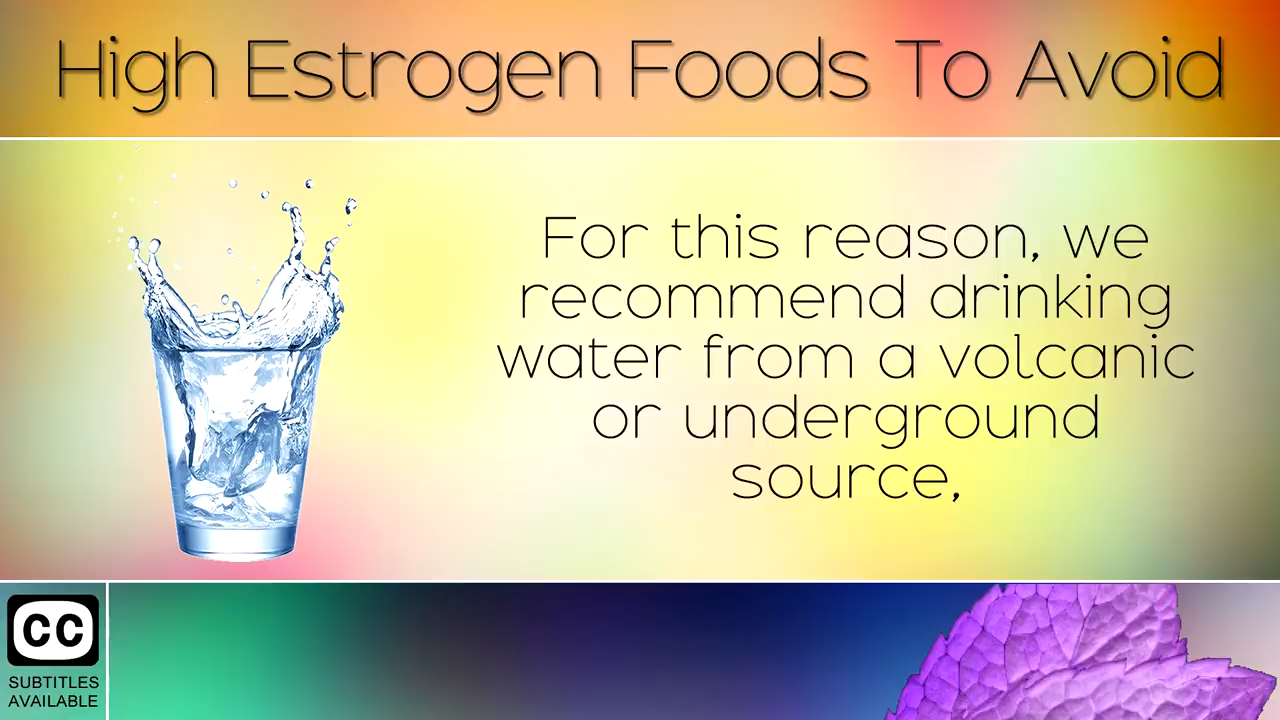 High Estrogen Foods To Avoid
For this reason, we
recommend drinking
water from a volcanic
or underground
source,
CC
SUBTITLES
AVAILABLE